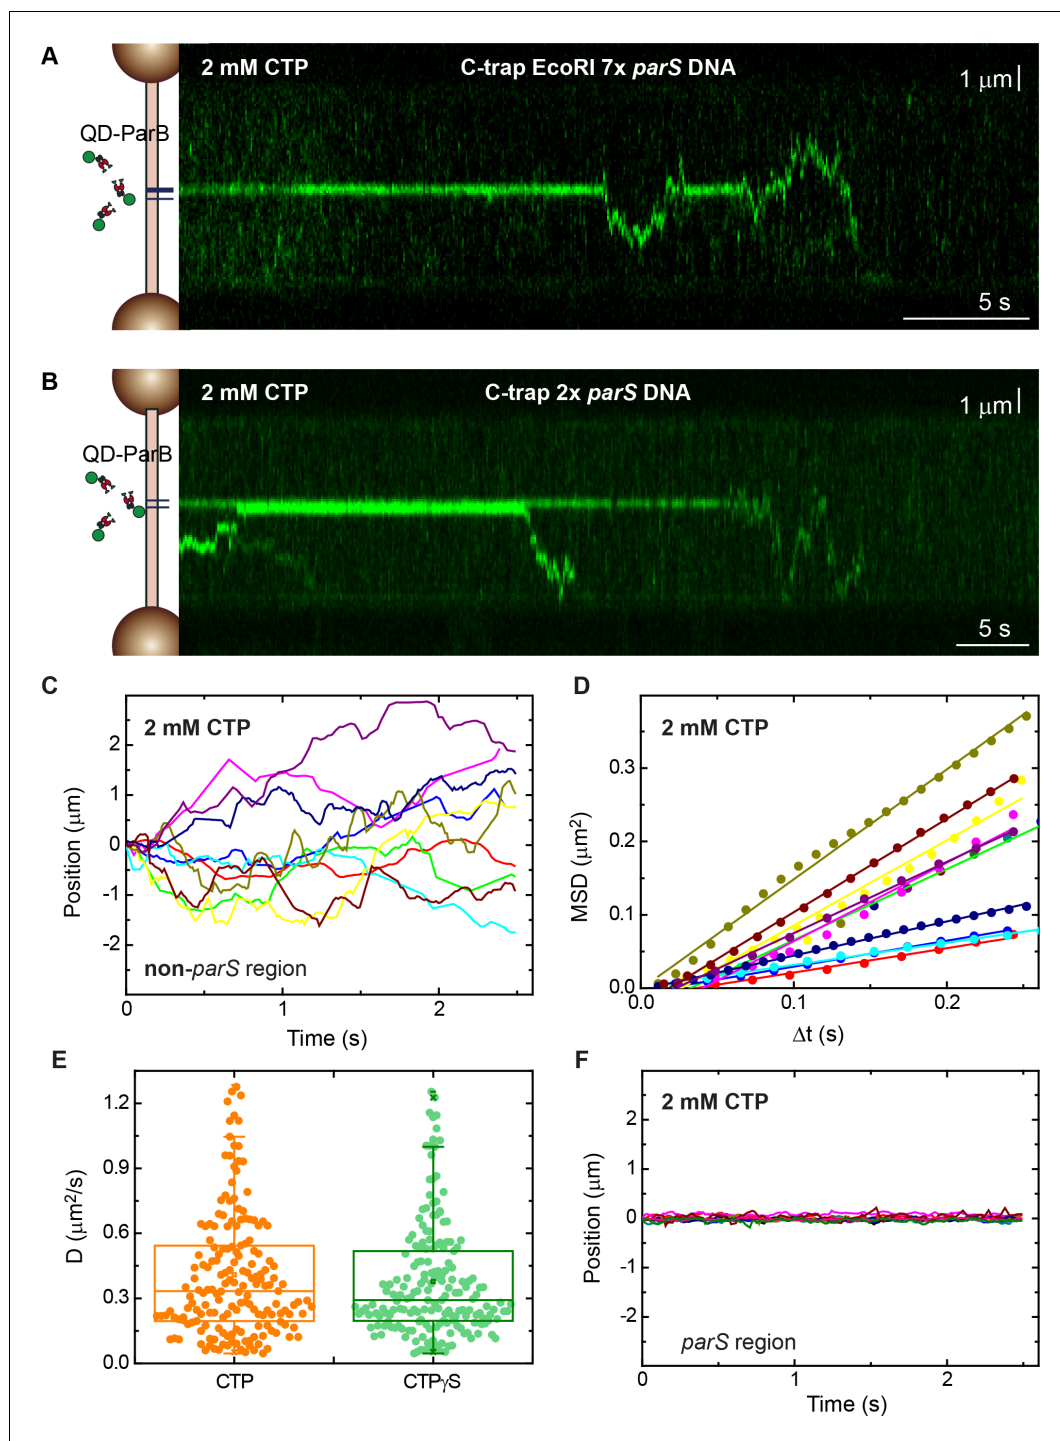 A
2 mM CTP
C-trap EcoRI 7x parS DNA
1 μm
QD-ParB
5 s
B
2 mM CTP
C-trap 2x parS DNA
1 μm
QD-ParB
5 s
C
2 mM CTP
2
1
0
-1
-2
Position (μm)
non-parS region
0
1
2
Time (s)
D
2 mM CTP
0.3
0.2
0.1
0.0
MSD (μm²)
0.0
0.1
0.2
Δt (s)
E
1.2
0.9
0.6
0.3
0.0
D (μm²/s)
CTP
CTPγS
F
2 mM CTP
2
1
0
-1
-2
Position (μm)
parS region
0
1
2
Time (s)